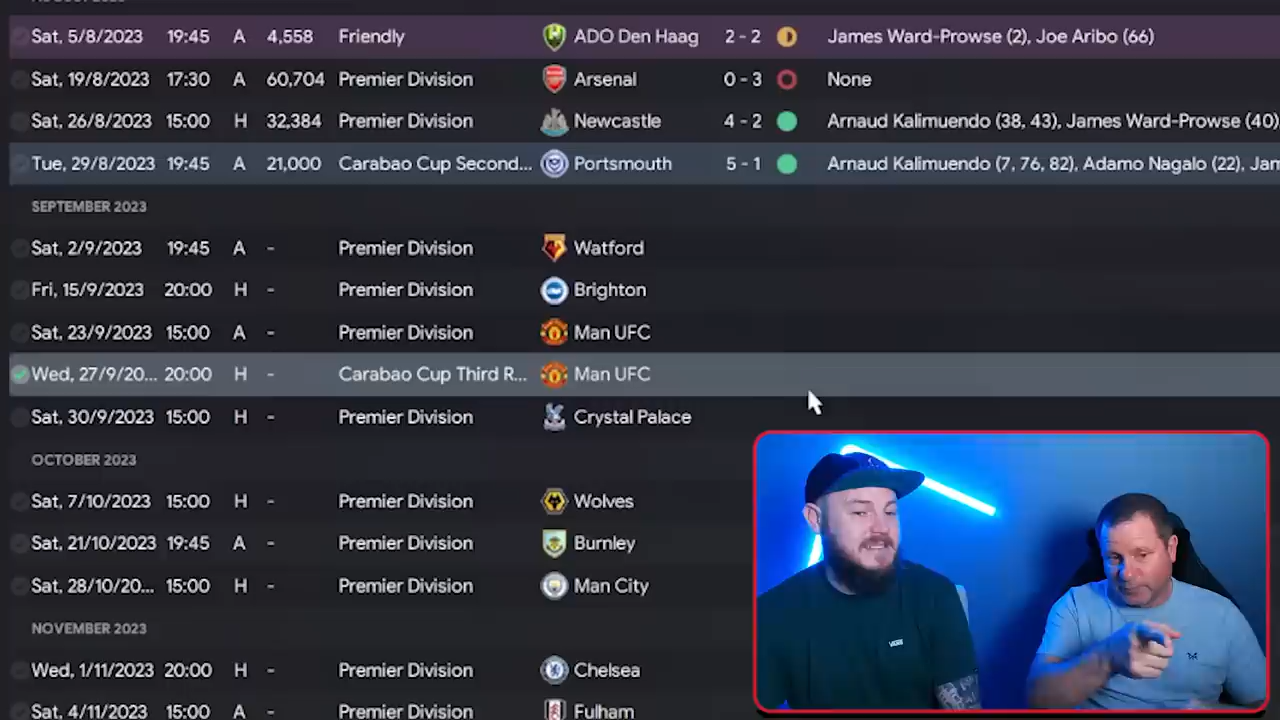 Sat, 5/8/2023 19:45 A 4,558 Friendly ADO Den Haag 2 - 2 James Ward-Prowse (2), Joe Aribo (66)
Sat, 19/8/2023 17:30 A 60,704 Premier Division Arsenal 0 - 3 None
Sat, 26/8/2023 15:00 H 32,384 Premier Division Newcastle 4 - 2 Arnaud Kalimuendo (38, 43), James Ward-Prowse (40)
Tue, 29/8/2023 19:45 A 21,000 Carabao Cup Second... Portsmouth 5 - 1 Arnaud Kalimuendo (7, 76, 82), Adamo Nagalo (22), Jam
SEPTEMBER 2023
Sat, 2/9/2023 19:45 A - Premier Division Watford
Fri, 15/9/2023 20:00 H - Premier Division Brighton
Sat, 23/9/2023 15:00 A - Premier Division Man UFC
Wed, 27/9/20... 20:00 H - Carabao Cup Third R... Man UFC
Sat, 30/9/2023 15:00 H - Premier Division Crystal Palace
OCTOBER 2023
Sat, 7/10/2023 15:00 H - Premier Division Wolves
Sat, 21/10/2023 19:45 A - Premier Division Burnley
Sat, 28/10/20... 15:00 H - Premier Division Man City
NOVEMBER 2023
Wed, 1/11/2023 20:00 H - Premier Division Chelsea
Sat, 4/11/2023 15:00 A - Premier Division Fulham
VANS